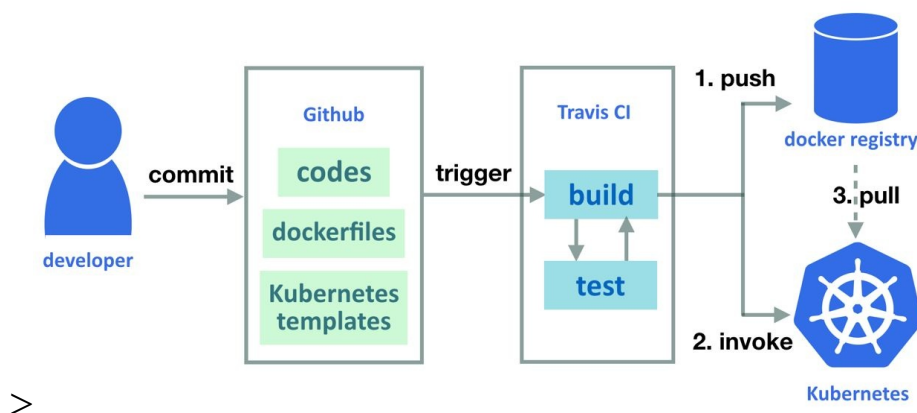 developer
commit
Github
codes
dockerfiles
Kubernetes
templates
trigger
Travis CI
build
test
1. push
docker registry
3. pull
2. invoke
Kubernetes
>